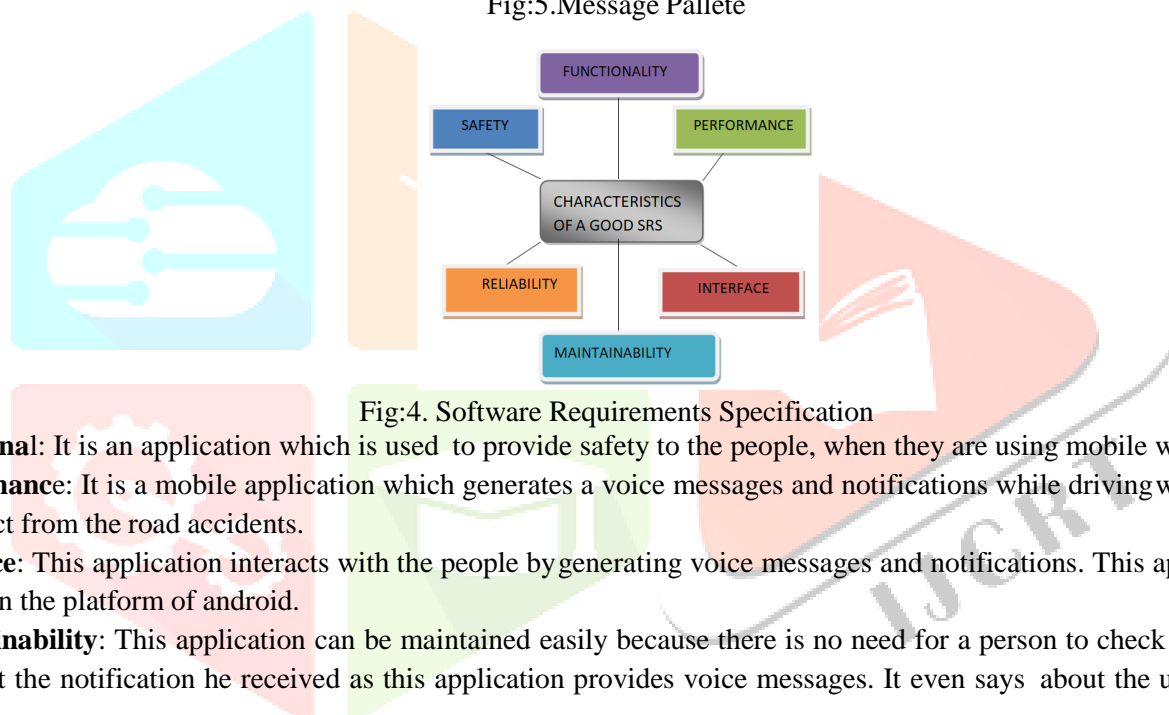 Fig:5.Message Pallete
FUNCTIONALITY
SAFETY
PERFORMANCE
CHARACTERISTICS
OF A GOOD SRS
RELIABILITY
INTERFACE
MAINTAINABILITY
Fig:4. Software Requirements Specification
nal: It is an application which is used to provide safety to the people, when they are using mobile w
nance: It is a mobile application which generates a voice messages and notifications while driving w
ct from the road accidents.
ce: This application interacts with the people by generating voice messages and notifications. This ap
n the platform of android.
inability: This application can be maintained easily because there is no need for a person to check
t the notification he received as this application provides voice messages. It even says about the u
IJCRT